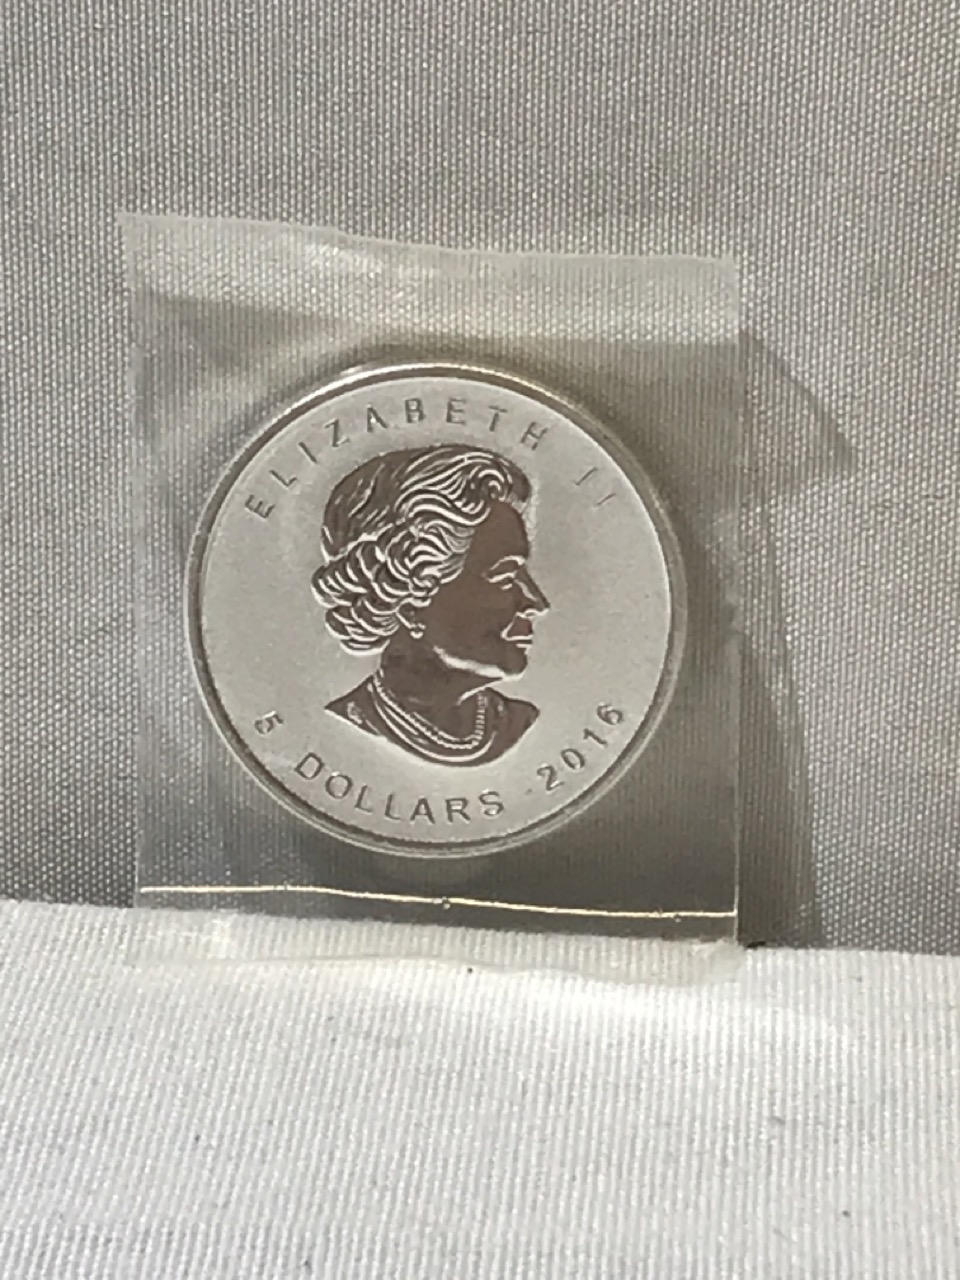 ELIZABETH II
5 DOLLARS 2016